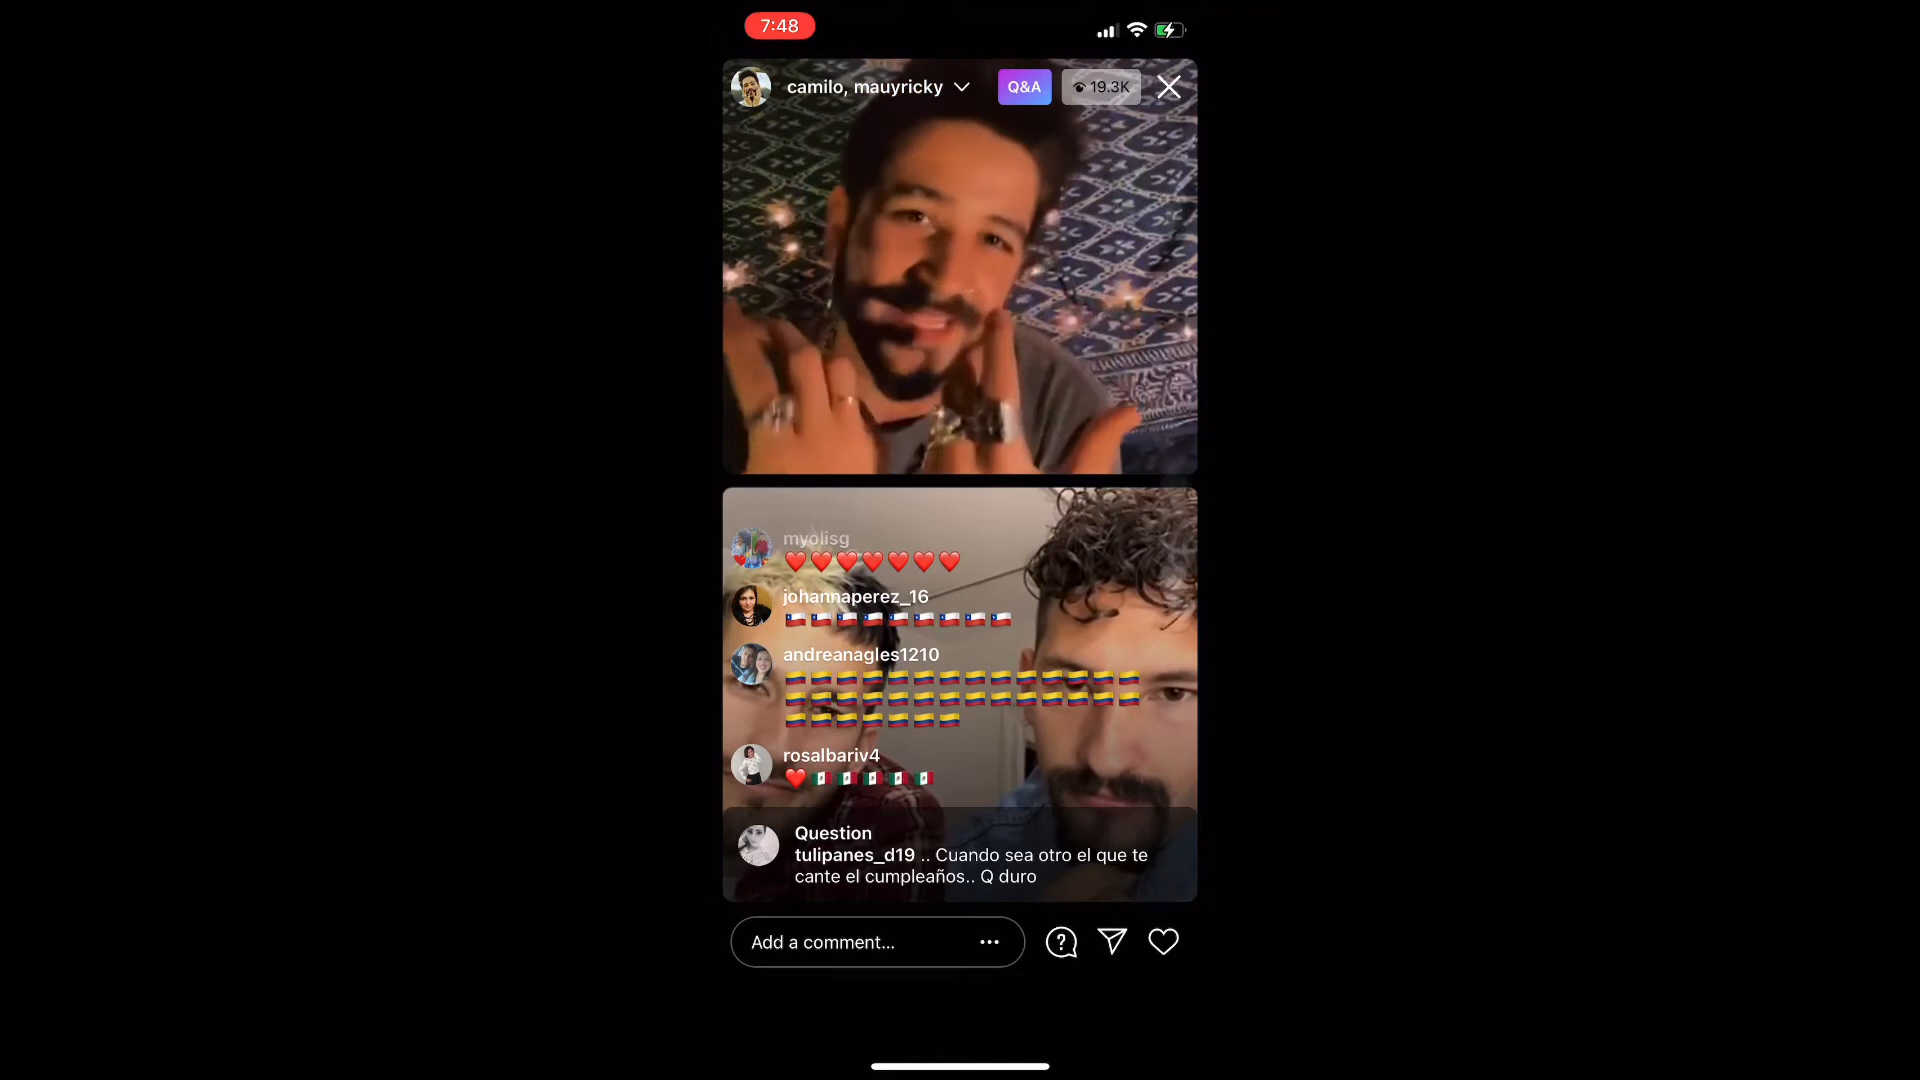 7:48
camilo, mauyricky
Q&A
19.3K
myolisg
johannaperez_16
andreanagles1210
rosalbariv4
Question
tulipanes_d19 .. Cuando sea otro el que te
cante el cumpleaños.. Q duro
Add a comment...